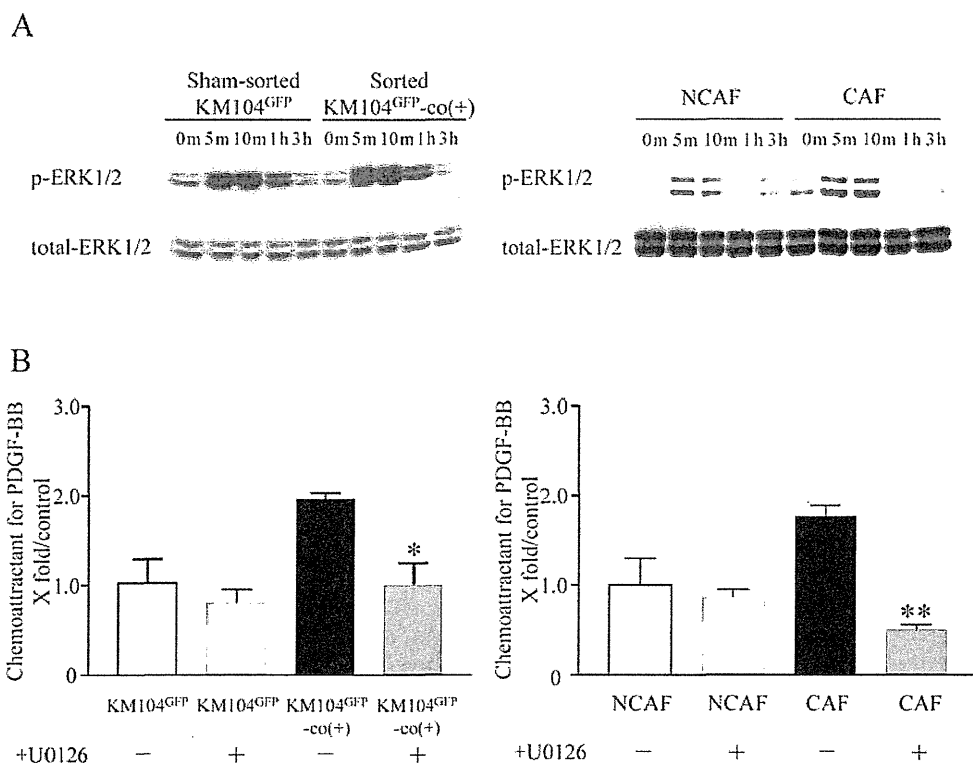 A
Sham-sorted KM104GFP
Sorted KM104GFP-co(+)
NCAF CAF
0m 5m 10m 1h 3h 0m 5m 10m 1h 3h
0m 5m 10m 1h 3h 0m 5m 10m 1h 3h
p-ERK1/2
p-ERK1/2
total-ERK1/2
total-ERK1/2
B
Chemoattractant for PDGF-BB
X fold/control
3.0
2.0
1.0
0
*
KM104GFP KM104GFP KM104GFP-co(+) KM104GFP-co(+)
+U0126 − + − +
Chemoattractant for PDGF-BB
X fold/control
3.0
2.0
1.0
0
**
NCAF NCAF CAF CAF
+U0126 − + − +